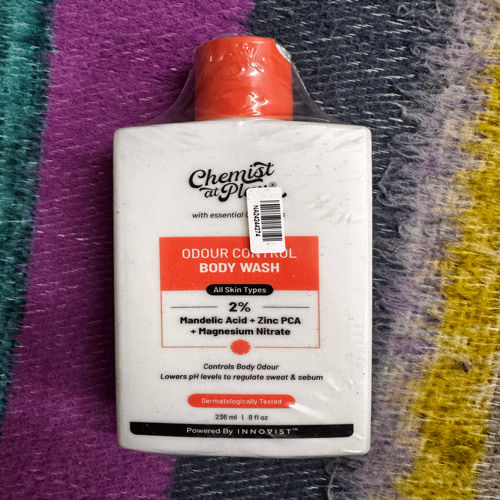 Chemist
at Play
with essential
NA24244274
ODOUR CONTROL
BODY WASH
All Skin Types
2%
Mandelic Acid + Zinc PCA
+ Magnesium Nitrate
Controls Body Odour
Lowers pH levels to regulate sweat & sebum
Dermatologically Tested
236 ml | 8 fl oz
Powered By INNOVIST™